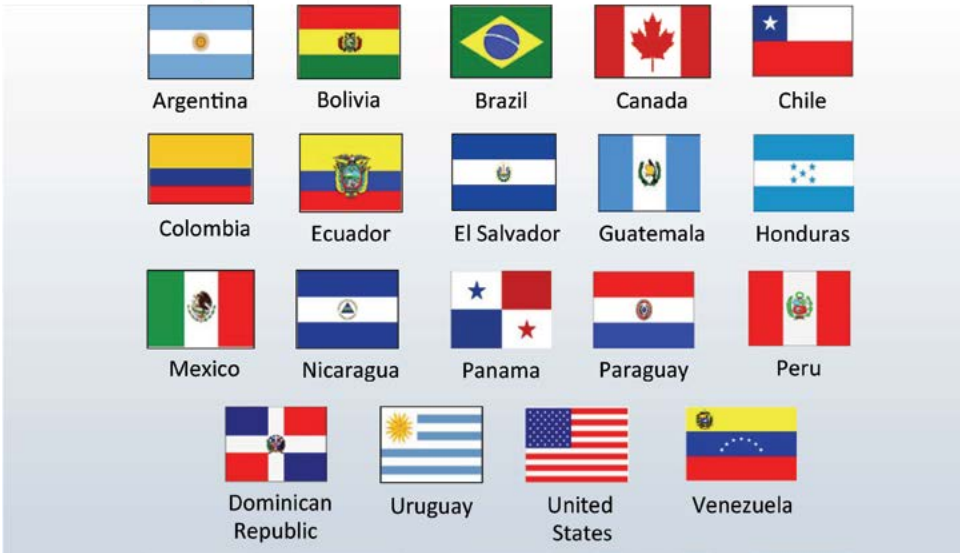 Argentina Bolivia Brazil Canada Chile
Colombia Ecuador El Salvador Guatemala Honduras
Mexico Nicaragua Panama Paraguay Peru
Dominican
Republic
Uruguay
United
States
Venezuela